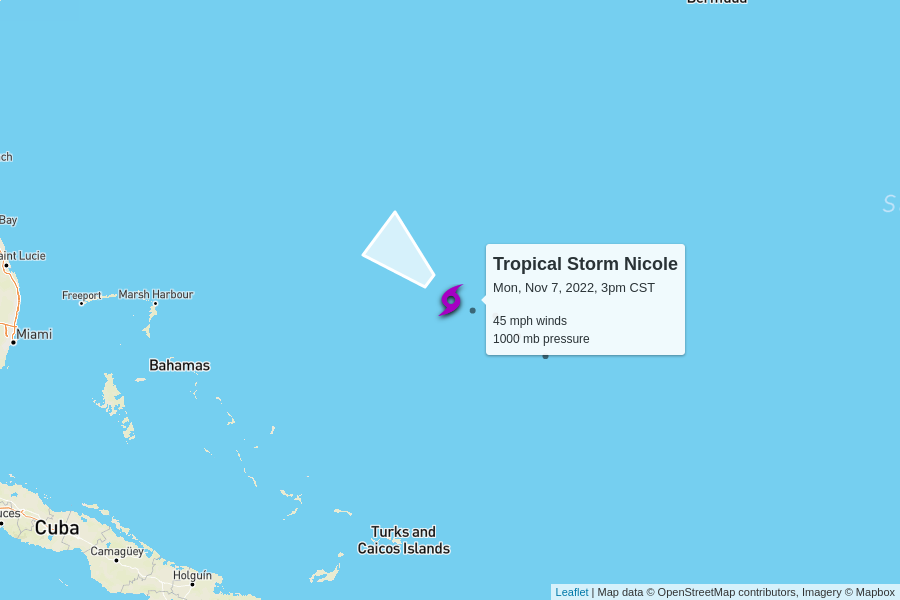 Bermuda
ch
S
Bay
aint Lucie
Tropical Storm Nicole
Mon, Nov 7, 2022, 3pm CST
Freeport
Marsh Harbour
45 mph winds
Miami
1000 mb pressure
Bahamas
uces
Cuba
Turks and
Caicos Islands
Camagüey
Holguín
Leaflet | Map data © OpenStreetMap contributors, Imagery © Mapbox